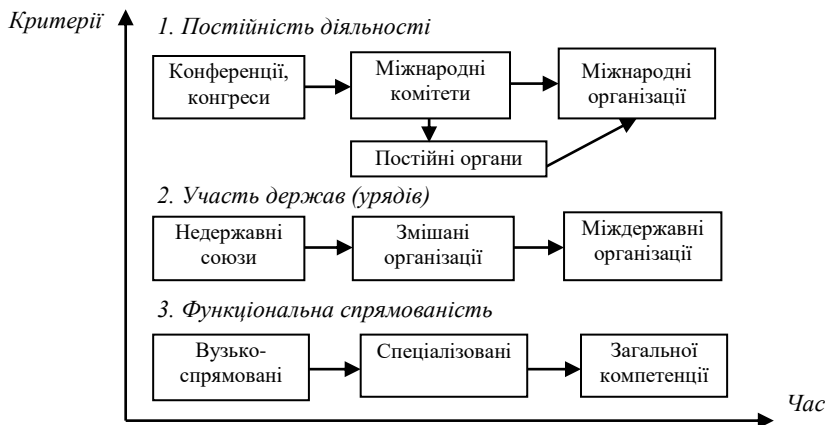 Критерії
1. Постійність діяльності
Конференції,
конгреси
Міжнародні
комітети
Міжнародні
організації
Постійні органи
2. Участь держав (урядів)
Недержавні
союзи
Змішані
організації
Міждержавні
організації
3. Функціональна спрямованість
Вузько-
спрямовані
Спеціалізовані
Загальної
компетенції
Час